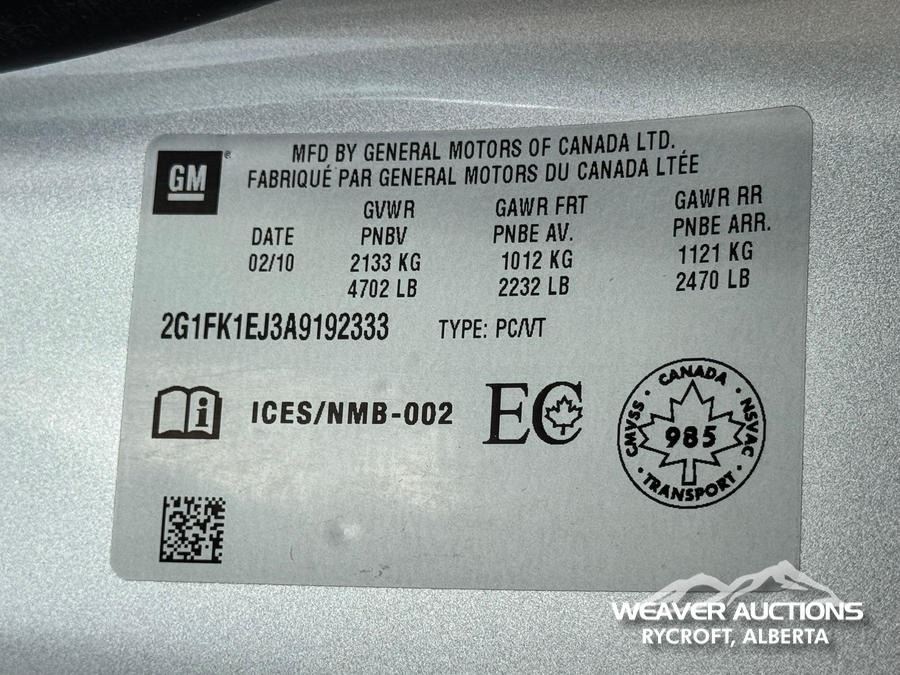 GM
MFD BY GENERAL MOTORS OF CANADA LTD.
FABRIQUÉ PAR GENERAL MOTORS DU CANADA LTÉE
GVWR GAWR FRT GAWR RR
DATE PNBV PNBE AV. PNBE ARR.
02/10 2133 KG 1012 KG 1121 KG
4702 LB 2232 LB 2470 LB
2G1FK1EJ3A9192333 TYPE: PC/VT
i ICES/NMB-002 EC
CANADA
CMVSS 985 NSVAC
TRANSPORT
WEAVER AUCTIONS
RYCROFT, ALBERTA